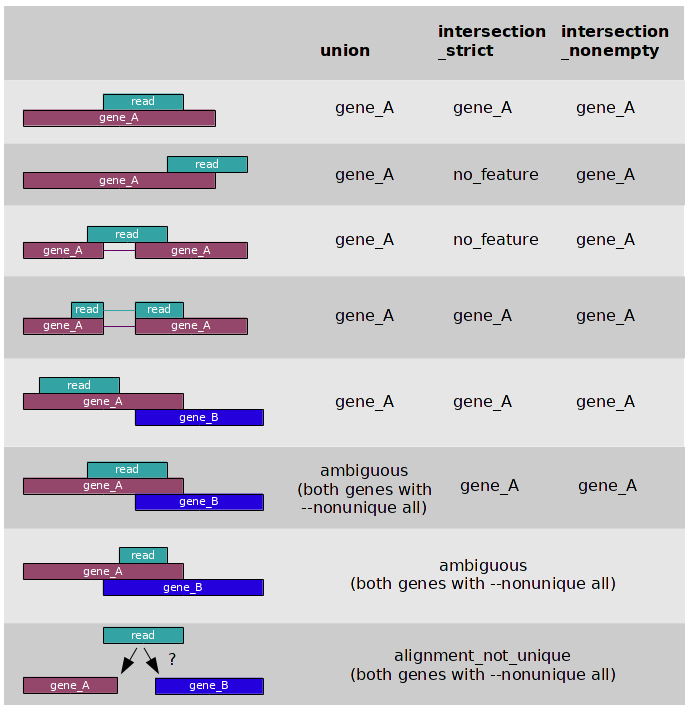 union
intersection
_strict
intersection
_nonempty
read
gene_A
gene_A
gene_A
gene_A
read
gene_A
gene_A
no_feature
gene_A
read
gene_A
gene_A
gene_A
no_feature
gene_A
read
read
gene_A
gene_A
gene_A
gene_A
gene_A
read
gene_A
gene_B
gene_A
gene_A
gene_A
read
gene_A
gene_B
ambiguous
(both genes with
--nonunique all)
gene_A
gene_A
read
gene_A
gene_B
ambiguous
(both genes with --nonunique all)
read
?
gene_A
gene_B
alignment_not_unique
(both genes with --nonunique all)